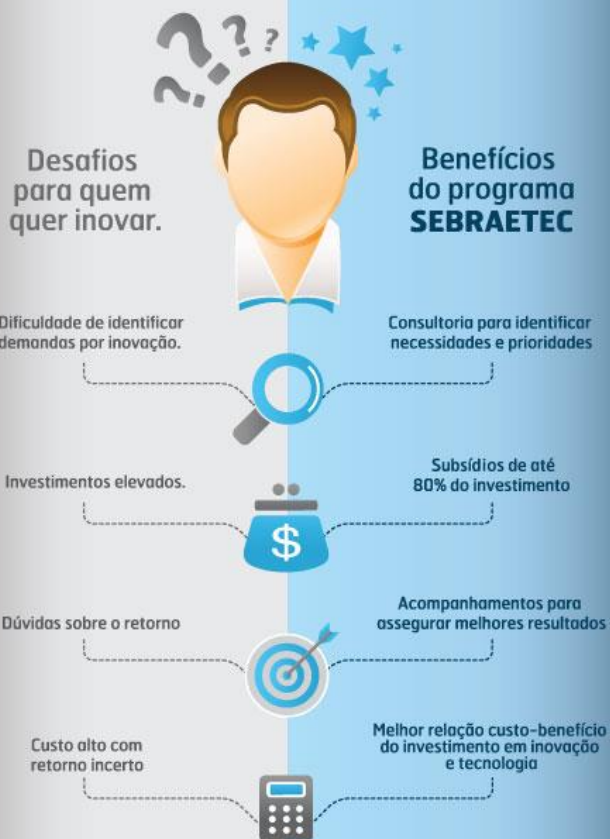 ? ? ? ?
Desafios
para quem
quer inovar.
Benefícios
do programa
SEBRAETEC
Dificuldade de identificar
demandas por inovação.
Consultoria para identificar
necessidades e prioridades
Investimentos elevados.
Subsídios de até
80% do investimento
$
Dúvidas sobre o retorno
Acompanhamentos para
assegurar melhores resultados
Custo alto com
retorno incerto
Melhor relação custo-benefício
do investimento em inovação
e tecnologia